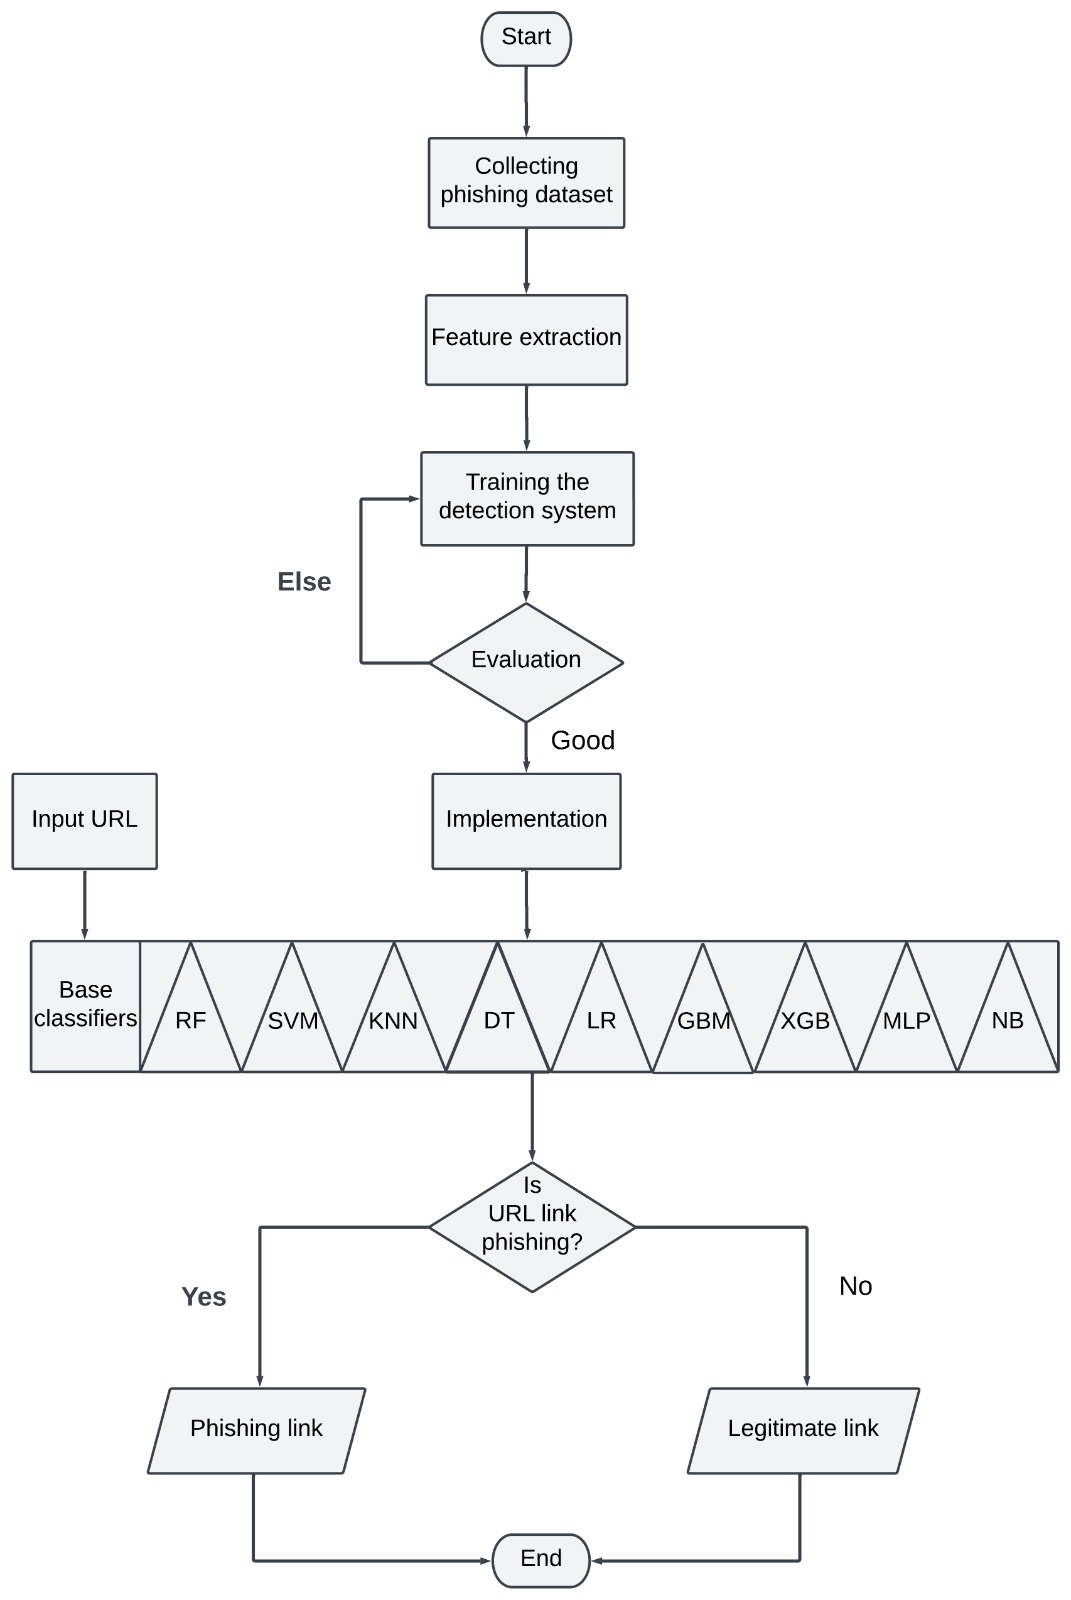 Start
Collecting
phishing dataset
Feature extraction
Training the
detection system
Else
Evaluation
Good
Input URL
Implementation
Base
classifiers
RF
SVM
KNN
DT
LR
GBM
XGB
MLP
NB
Is
URL link
phishing?
Yes
No
Phishing link
Legitimate link
End